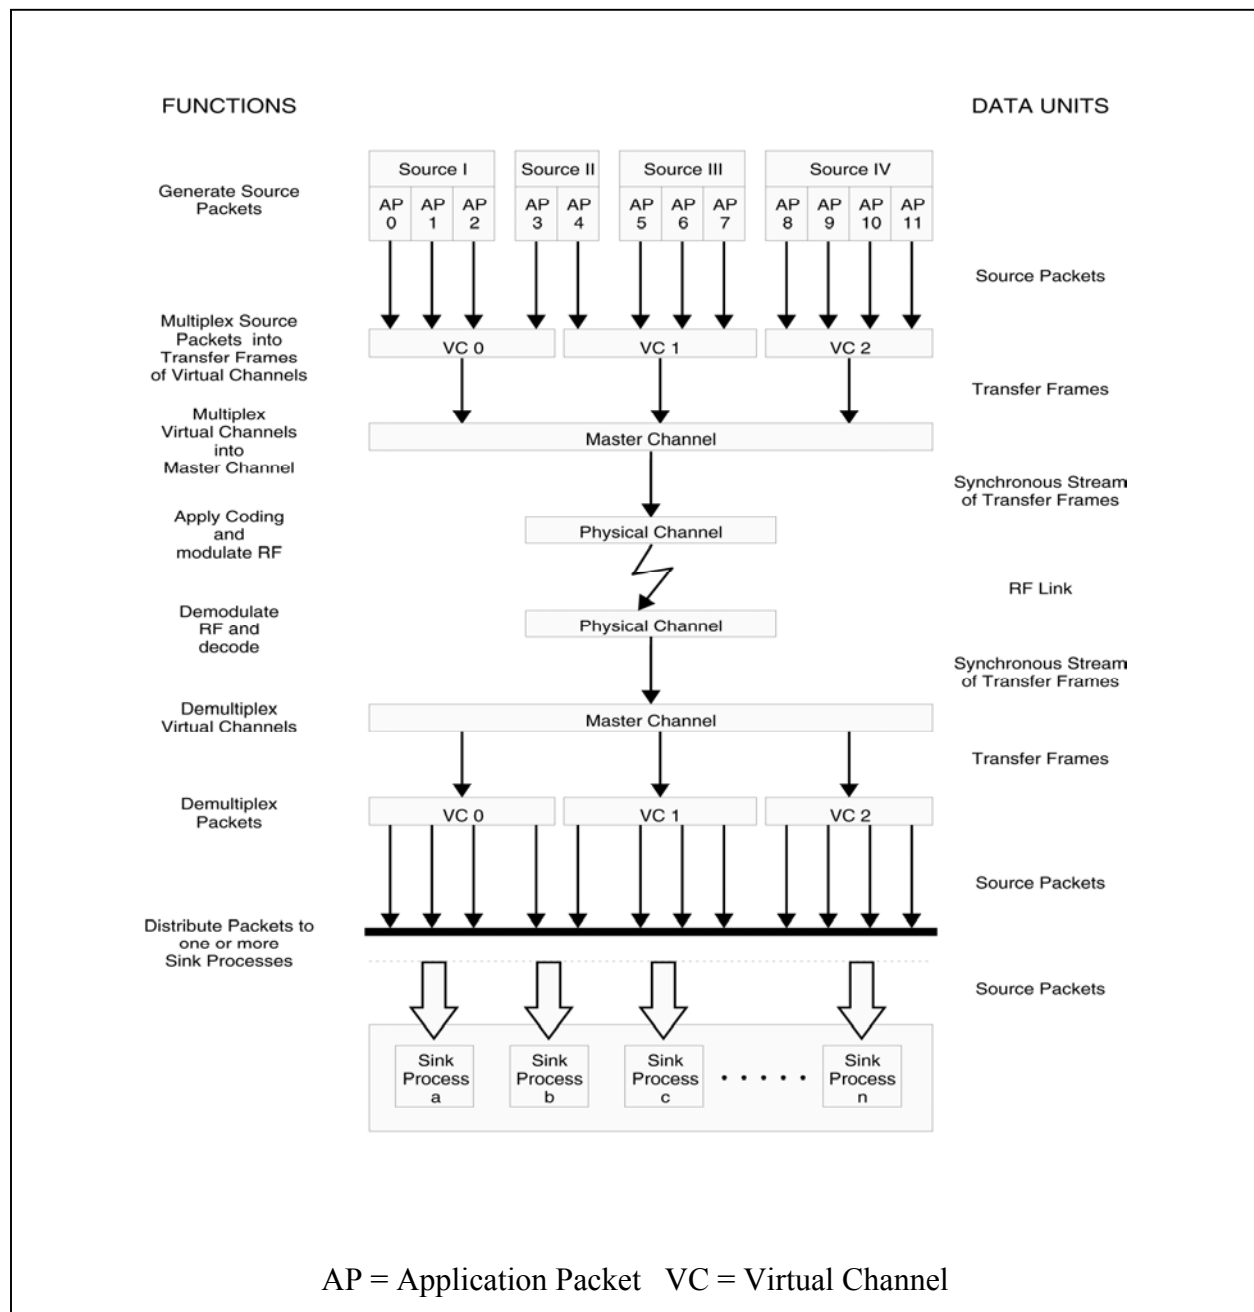 FUNCTIONS
DATA UNITS
Generate Source
Packets
Source I
Source II
Source III
Source IV
AP
0
AP
1
AP
2
AP
3
AP
4
AP
5
AP
6
AP
7
AP
8
AP
9
AP
10
AP
11
Source Packets
Multiplex Source
Packets into
Transfer Frames
of Virtual Channels
VC 0
VC 1
VC 2
Transfer Frames
Multiplex
Virtual Channels
into
Master Channel
Master Channel
Synchronous Stream
of Transfer Frames
Apply Coding
and
modulate RF
Physical Channel
RF Link
Demodulate
RF and
decode
Physical Channel
Synchronous Stream
of Transfer Frames
Demultiplex
Virtual Channels
Master Channel
Transfer Frames
Demultiplex
Packets
VC 0
VC 1
VC 2
Source Packets
Distribute Packets to
one or more
Sink Processes
Source Packets
Sink
Process
a
Sink
Process
b
Sink
Process
c
. . . . .
Sink
Process
n
AP = Application Packet VC = Virtual Channel